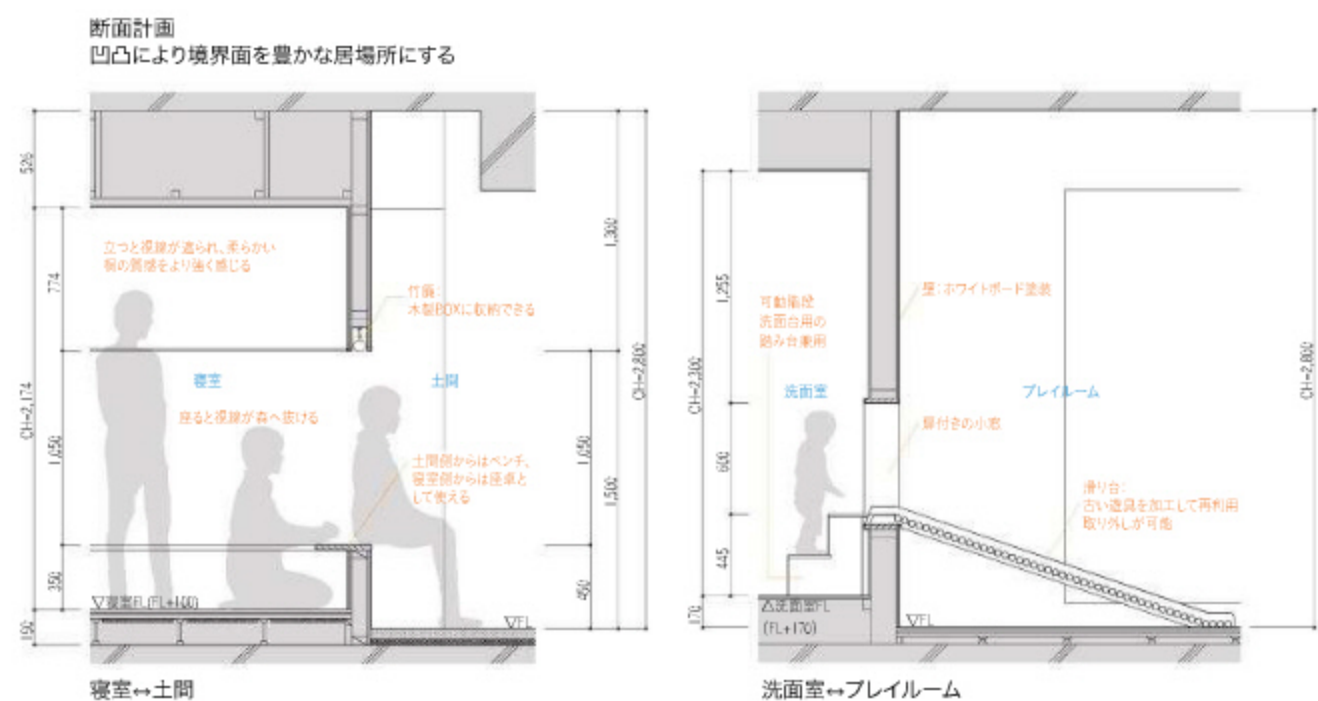 断面計画
凹凸により境界面を豊かな居場所にする
526
774
CH=2,174
1,050
350
190
立つと視線が遮られ、柔らかい
桐の質感をより強く感じる
竹簾:
木製BOXに収納できる
寝室
土間
座ると視線が森へ抜ける
土間側からはベンチ、
寝室側からは座卓と
して使える
▽寝室FL(FL+100)
▽FL
1,300
CH=2,800
1,050
1,500
450
寝室↔土間
1,255
CH=2,300
600
445
170
可動階段
洗面台用の
踏み台兼用
壁:ホワイトボード塗装
洗面室
プレイルーム
扉付きの小窓
滑り台:
古い遊具を加工して再利用
取り外しが可能
△洗面室FL
(FL+170)
▽FL
CH=2,800
洗面室↔プレイルーム